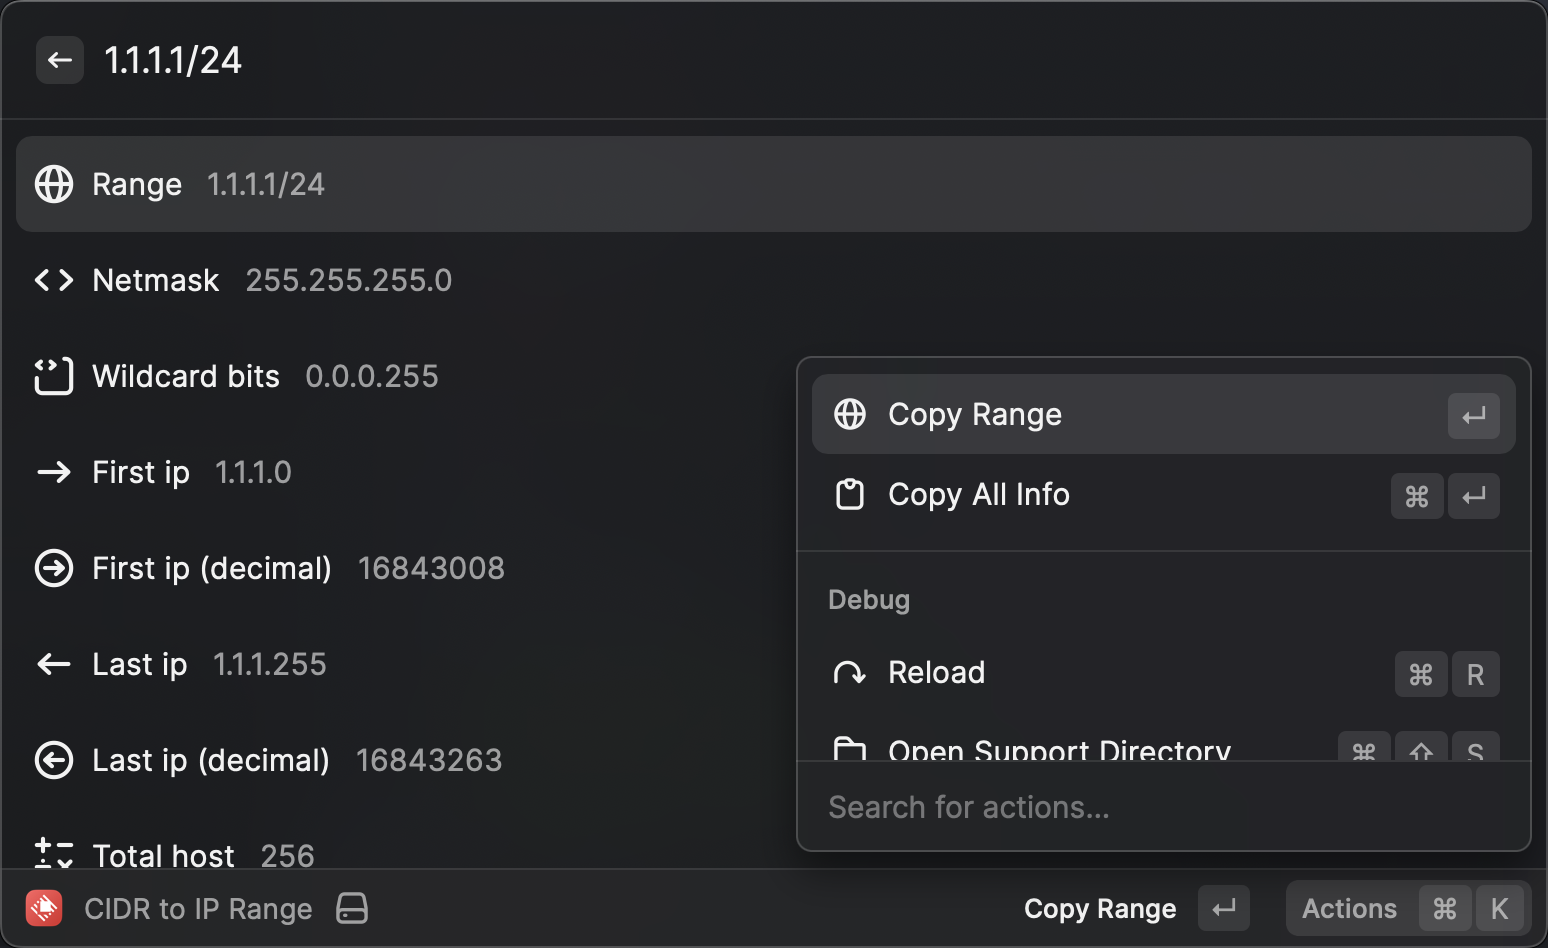 1.1.1.1/24
Range 1.1.1.1/24
Netmask 255.255.255.0
Wildcard bits 0.0.0.255
First ip 1.1.1.0
First ip (decimal) 16843008
Last ip 1.1.1.255
Last ip (decimal) 16843263
Total host 256
Copy Range ↵
Copy All Info ⌘ ↵
Debug
Reload ⌘ R
Open Support Directory ⌘ ⇧ S
Search for actions...
CIDR to IP Range
Copy Range ↵
Actions ⌘ K